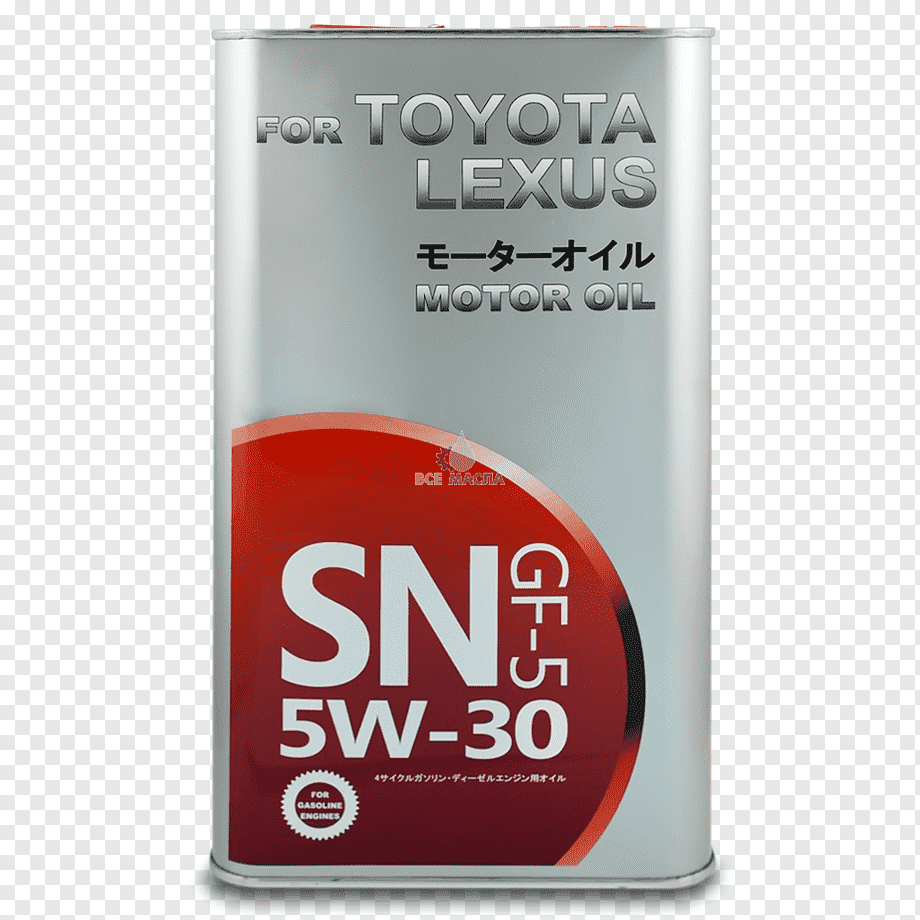 FOR TOYOTA
LEXUS
モーターオイル
MOTOR OIL
ВСЕ МАСЛА
SN
GF-5
5W-30
4サイクルガソリン・ディーゼルエンジン用オイル
FOR
GASOLINE
ENGINES